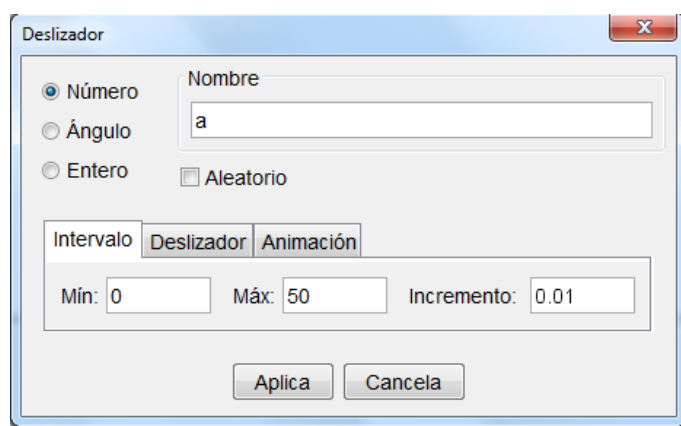 Deslizador
Número
Nombre
a
Ángulo
Entero
Aleatorio
Intervalo Deslizador Animación
Mín: 0 Máx: 50 Incremento: 0.01
Aplica Cancela